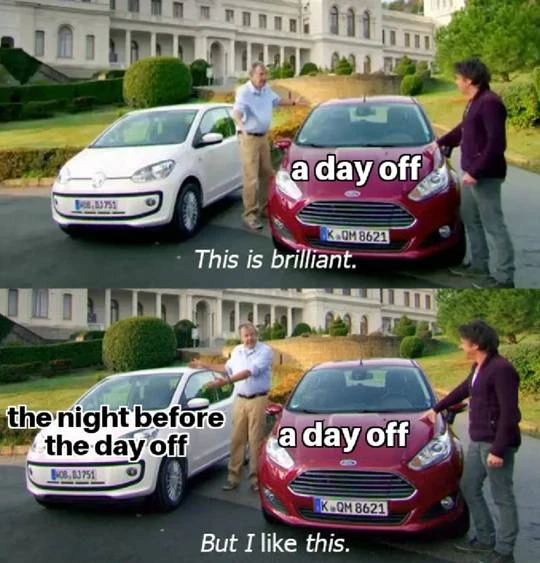 a day off
K QM 8621
This is brilliant.
the night before
the day off
a day off
K QM 8621
But I like this.